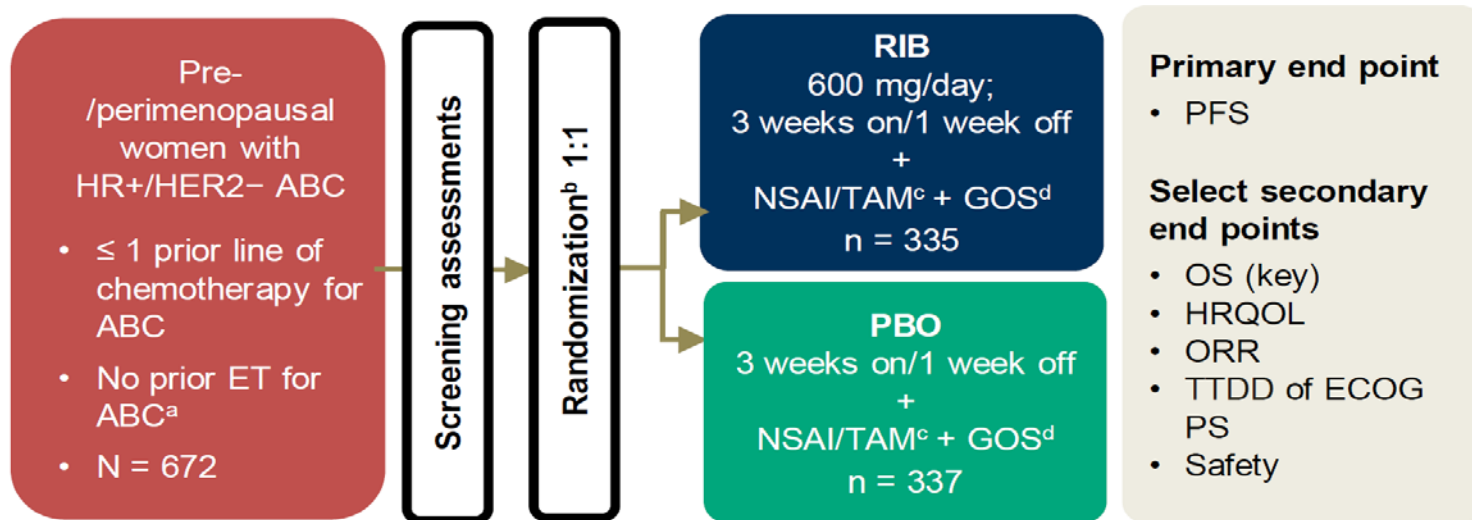 Pre-
/perimenopausal
women with
HR+/HER2− ABC
• ≤ 1 prior line of
chemotherapy for
ABC
• No prior ET for
ABCᵃ
• N = 672
Screening assessments
Randomizationᵇ 1:1
RIB
600 mg/day;
3 weeks on/1 week off
+
NSAI/TAMᶜ + GOSᵈ
n = 335
PBO
3 weeks on/1 week off
+
NSAI/TAMᶜ + GOSᵈ
n = 337
Primary end point
• PFS
Select secondary
end points
• OS (key)
• HRQOL
• ORR
• TTDD of ECOG
PS
• Safety